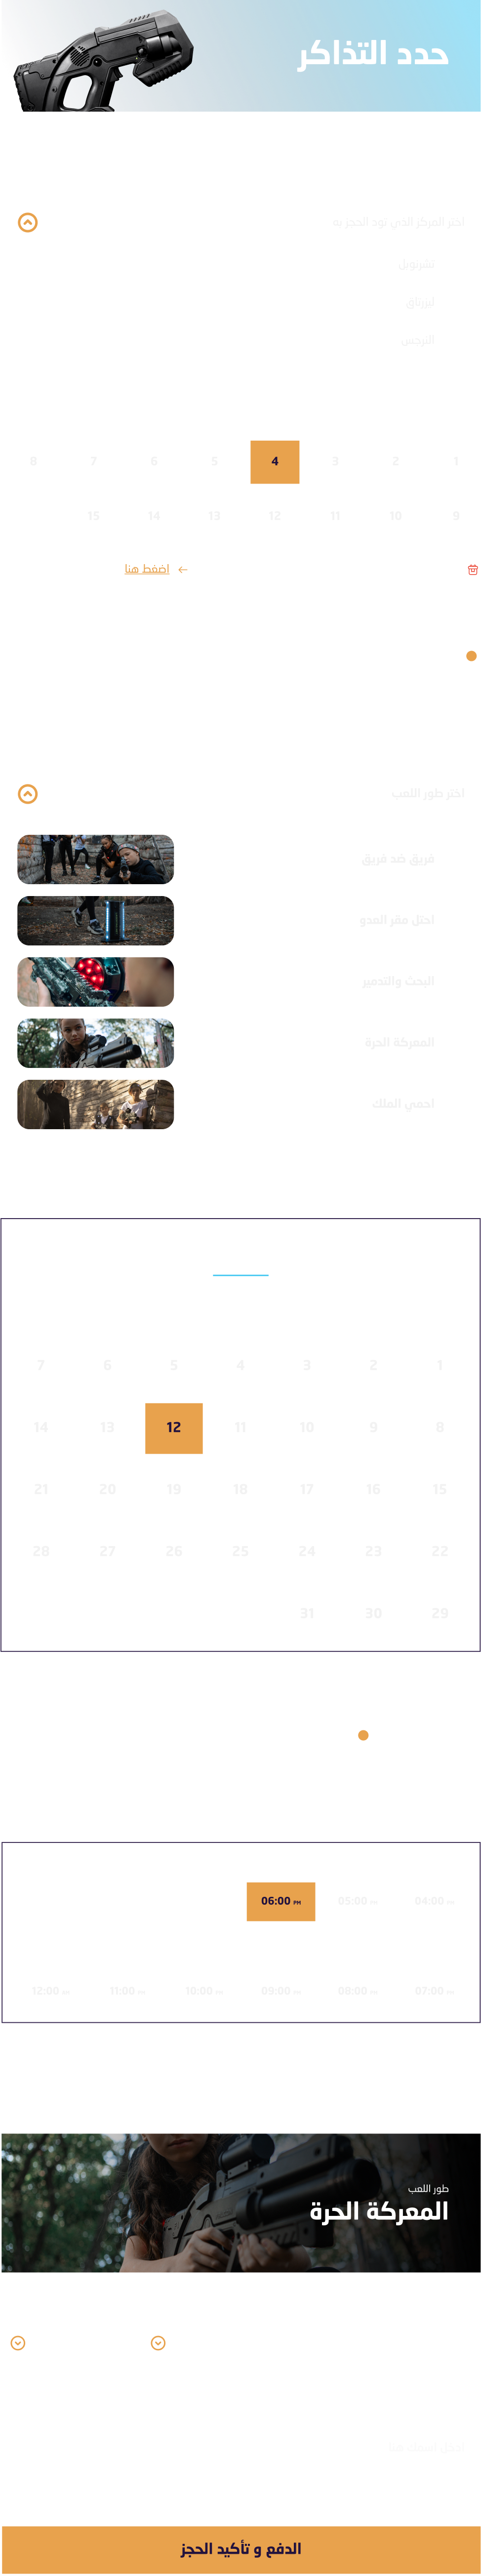 حدد التذاكر
اختر المركز الذي تود الحجز به
تشرنوبل
ليزرتاق
النرجس
1 2 3 4 5 6 7 8
9 10 11 12 13 14 15
اضغط هنا
اختر طور اللعب
فريق ضد فريق
احتل مقر العدو
البحث والتدمير
المعركة الحرة
احمي الملك
1 2 3 4 5 6 7
8 9 10 11 12 13 14
15 16 17 18 19 20 21
22 23 24 25 26 27 28
29 30 31
04:00 PM 05:00 PM 06:00 PM
07:00 PM 08:00 PM 09:00 PM 10:00 PM 11:00 PM 12:00
طور اللعب
المعركة الحرة
الدفع و تأكيد الحجز